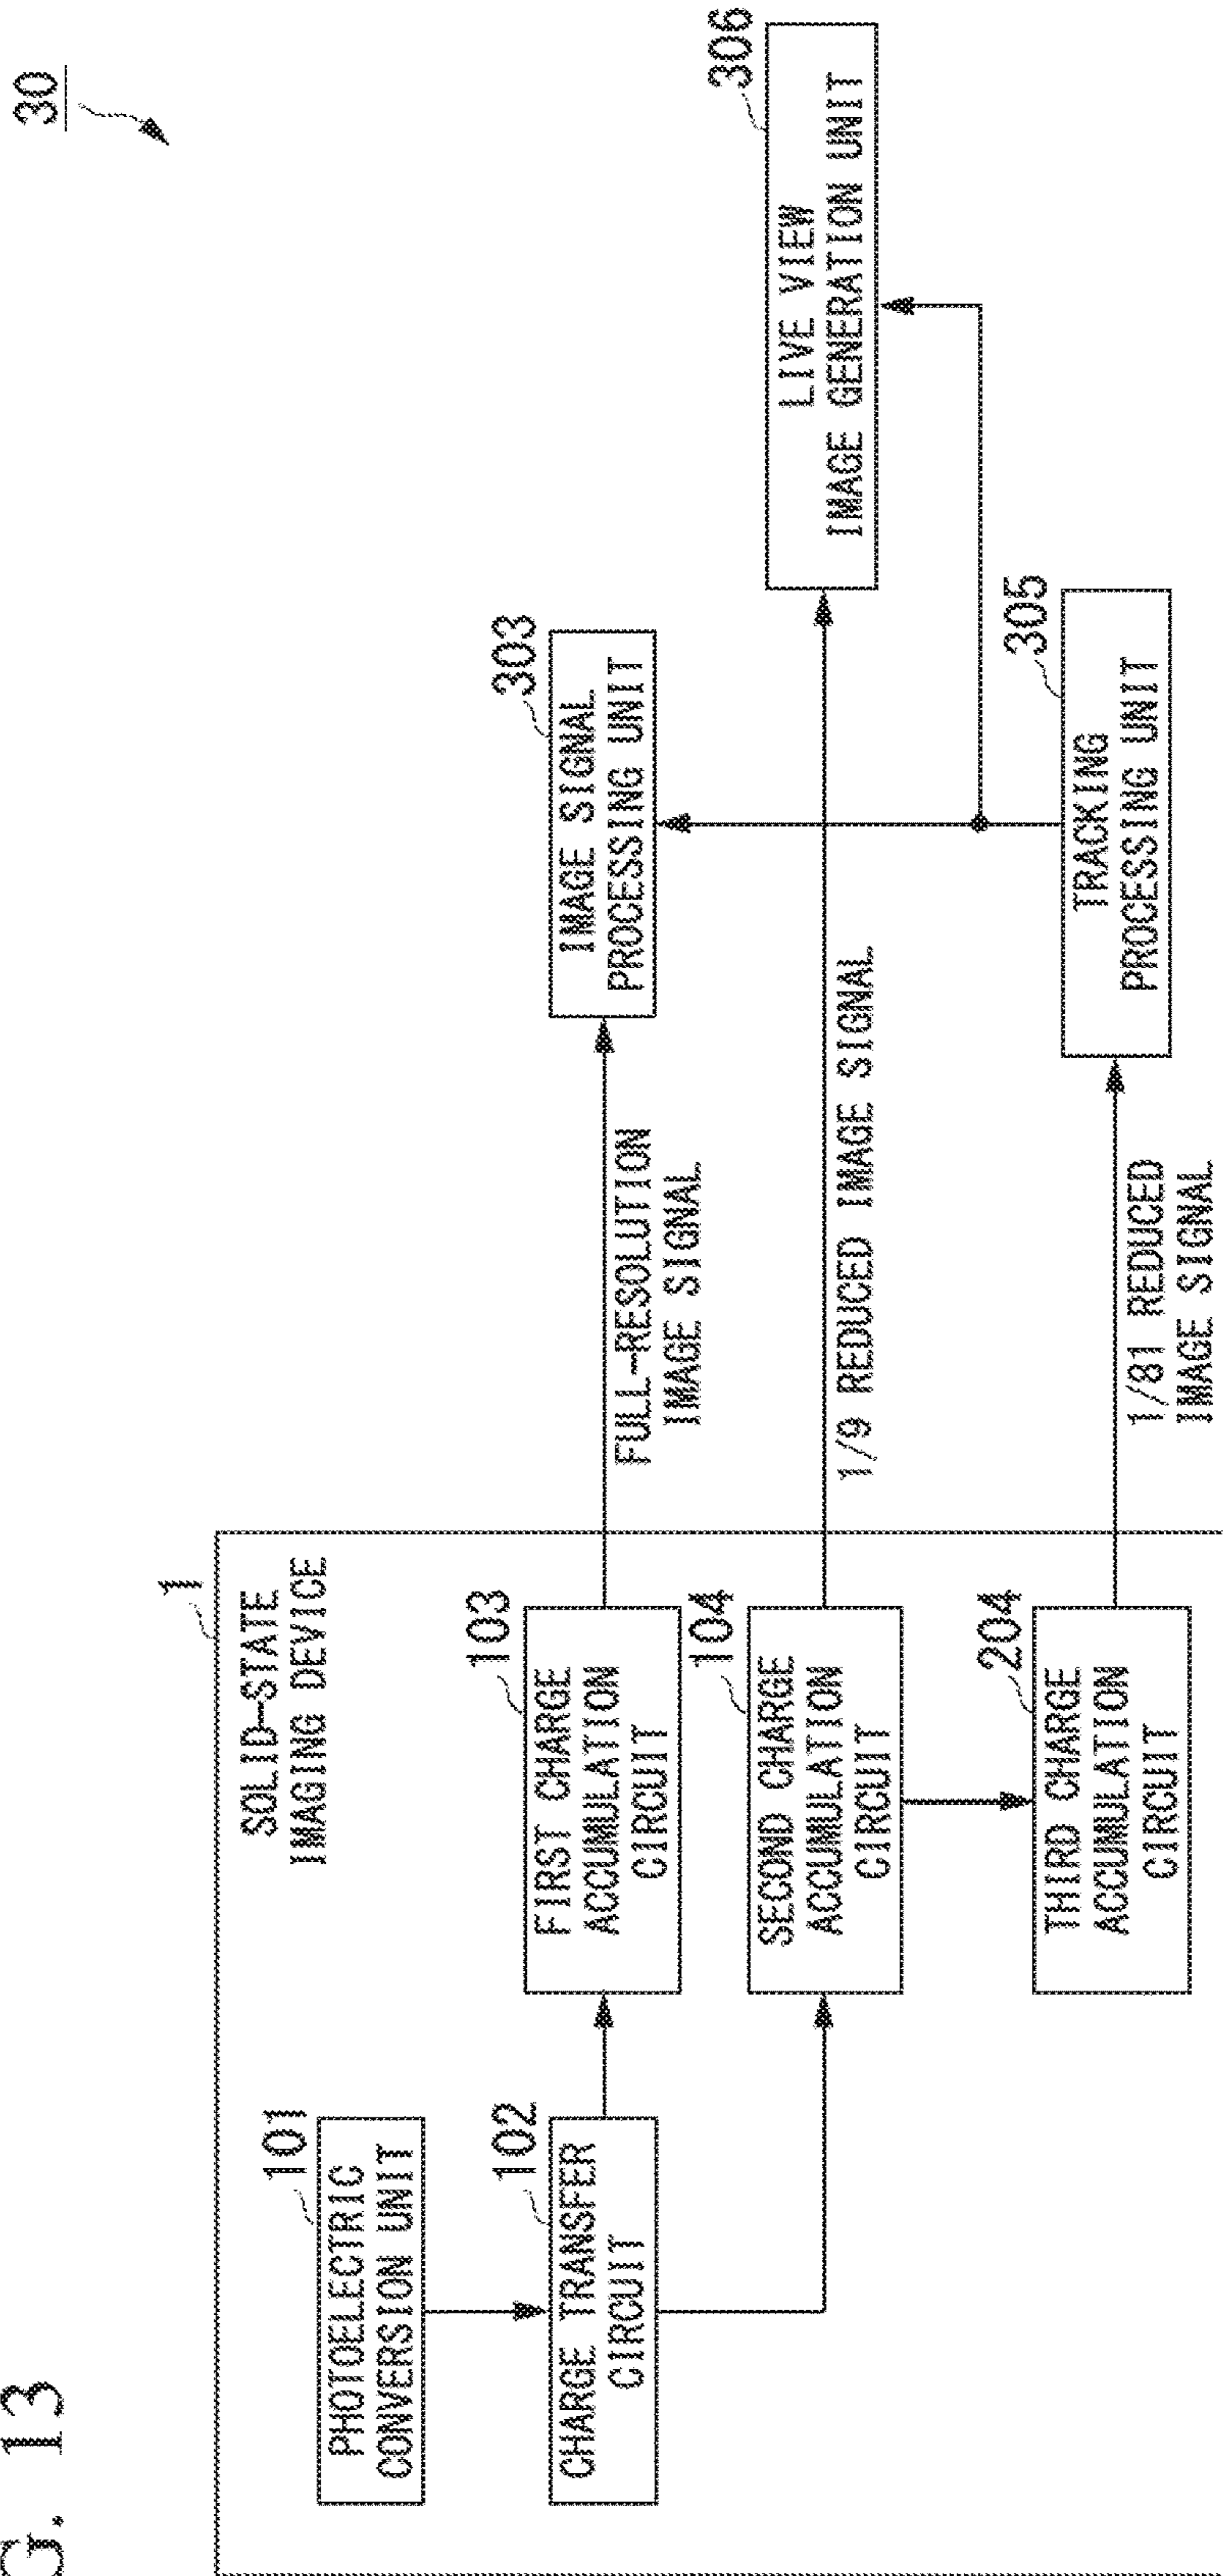 G. 13
30
1
SOLID-STATE
IMAGING DEVICE
101
PHOTOELECTRIC
CONVERSION UNIT
102
CHARGE TRANSFER
CIRCUIT
103
FIRST CHARGE
ACCUMULATION
CIRCUIT
FULL-RESOLUTION
IMAGE SIGNAL
303
IMAGE SIGNAL
PROCESSING UNIT
104
SECOND CHARGE
ACCUMULATION
CIRCUIT
1/9 REDUCED IMAGE SIGNAL
306
LIVE VIEW
IMAGE GENERATION UNIT
204
THIRD CHARGE
ACCUMULATION
CIRCUIT
1/81 REDUCED
IMAGE SIGNAL
305
TRACKING
PROCESSING UNIT